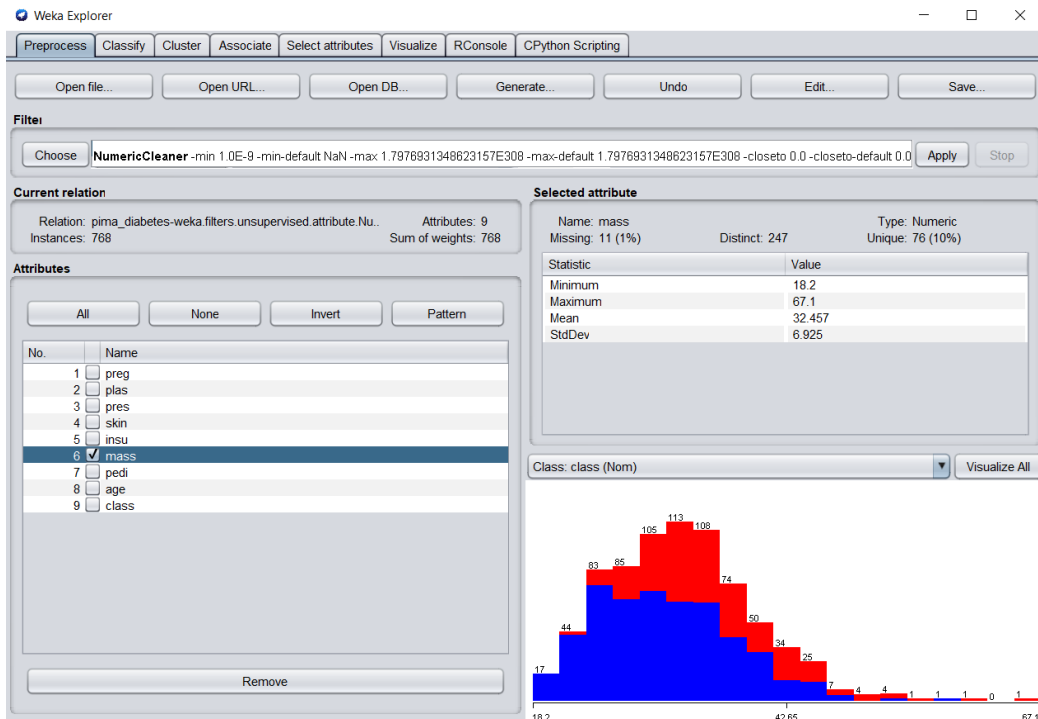 Weka Explorer
Preprocess Classify Cluster Associate Select attributes Visualize RConsole CPython Scripting
Open file... Open URL... Open DB... Generate... Undo Edit... Save...
Filter
Choose NumericCleaner -min 1.0E-9 -min-default NaN -max 1.7976931348623157E308 -max-default 1.7976931348623157E308 -closeto 0.0 -closeto-default 0.0 Apply Stop
Current relation
Relation: pima_diabetes-weka.filters.unsupervised.attribute.Nu.. Attributes: 9
Instances: 768 Sum of weights: 768
Attributes
All None Invert Pattern
No. Name
1 preg
2 plas
3 pres
4 skin
5 insu
6 mass
7 pedi
8 age
9 class
Remove
Selected attribute
Name: mass Type: Numeric
Missing: 11 (1%) Distinct: 247 Unique: 76 (10%)
Statistic Value
Minimum 18.2
Maximum 67.1
Mean 32.457
StdDev 6.925
Class: class (Nom) Visualize All
17 44 83 85 105 113 108 74 50 34 25 7 4 4 1 1 1 0 1
18.2 42.65 67.1